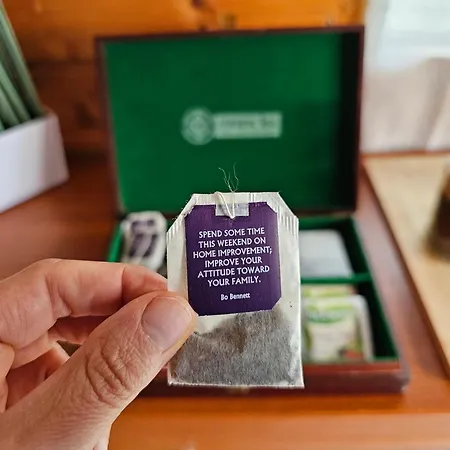 SPEND SOME TIME
THIS WEEKEND ON
HOME IMPROVEMENT;
IMPROVE YOUR
ATTITUDE TOWARD
YOUR FAMILY.
Bo Bennett